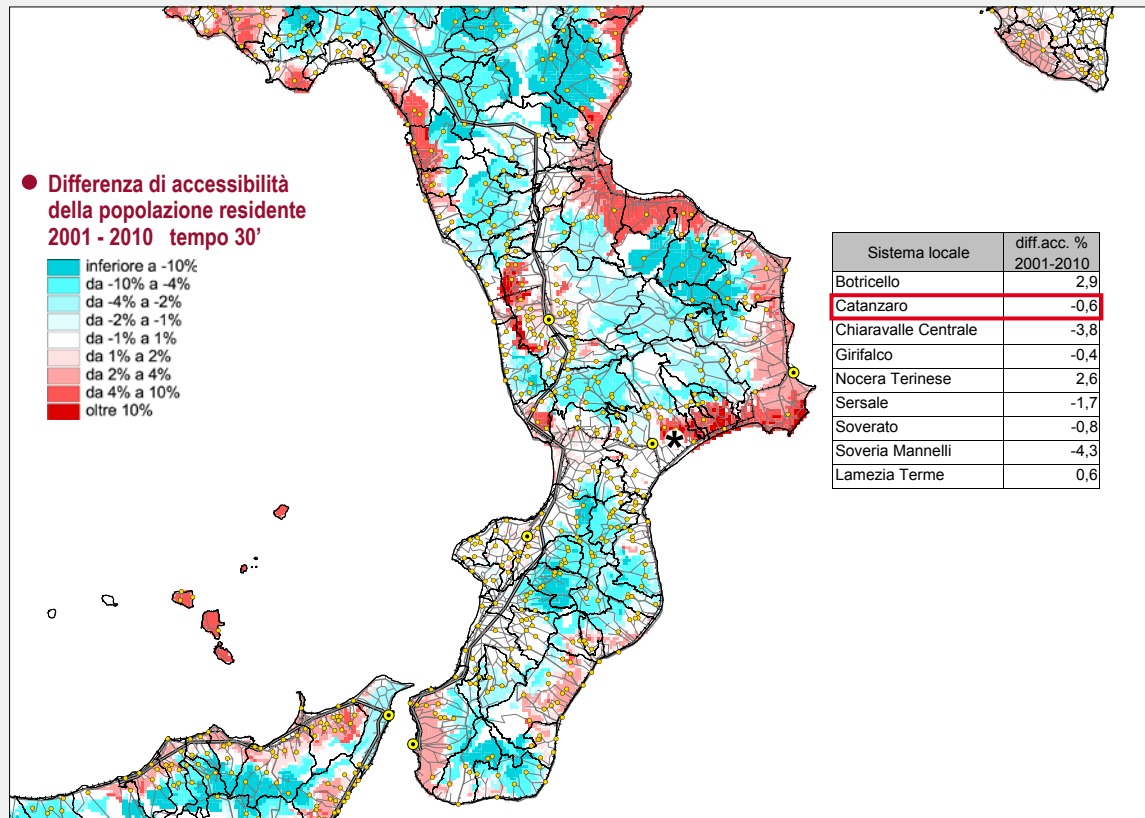 Differenza di accessibilità
della popolazione residente
2001 - 2010 tempo 30'
inferiore a -10%
da -10% a -4%
da -4% a -2%
da -2% a -1%
da -1% a 1%
da 1% a 2%
da 2% a 4%
da 4% a 10%
oltre 10%
*
Sistema locale diff.acc. %
2001-2010
Botricello 2,9
Catanzaro -0,6
Chiaravalle Centrale -3,8
Girifalco -0,4
Nocera Terinese 2,6
Sersale -1,7
Soverato -0,8
Soveria Mannelli -4,3
Lamezia Terme 0,6